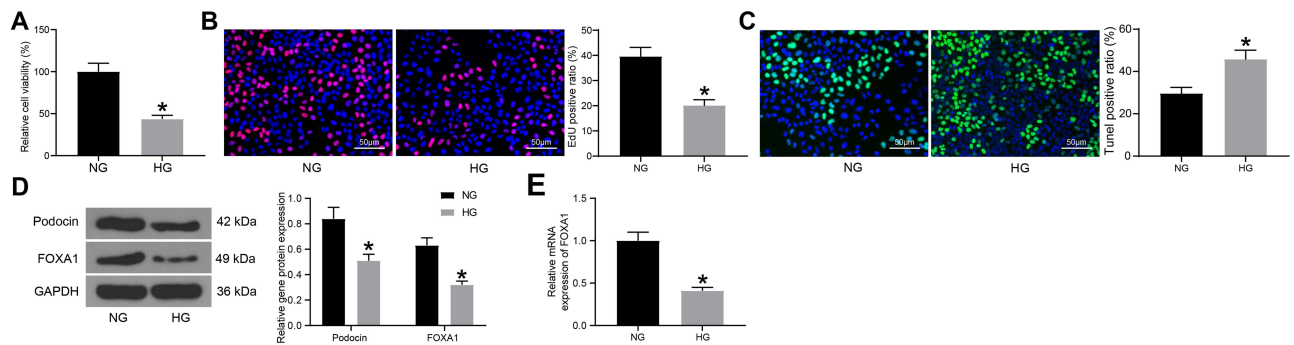 A
Relative cell viability (%)
150
100
50
0
*
NG
HG
B
50μm
50μm
NG
HG
EdU positive ratio (%)
50
40
30
20
10
0
*
NG
HG
C
50μm
50μm
NG
HG
Tunel positive ratio (%)
60
40
20
0
*
NG
HG
D
Podocin
42 kDa
FOXA1
49 kDa
GAPDH
36 kDa
NG
HG
Relative gene protein expression
1.0
0.8
0.6
0.4
0.2
0.0
NG
HG
*
*
Podocin
FOXA1
E
Relative mRNA
expression of FOXA1
1.5
1.0
0.5
0.0
*
NG
HG